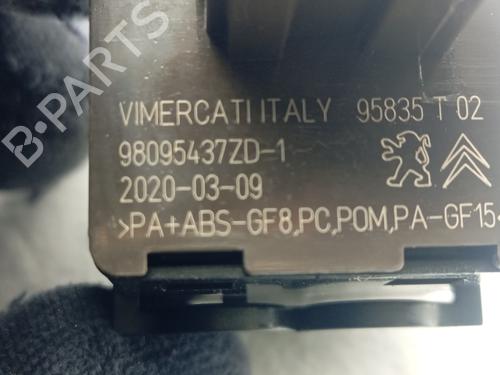 VIMERCATI ITALY 95835 T 02
98095437ZD-1
2020-03-09
>PA+ABS-GF8,PC,POM,PA-GF15<
B-PARTS